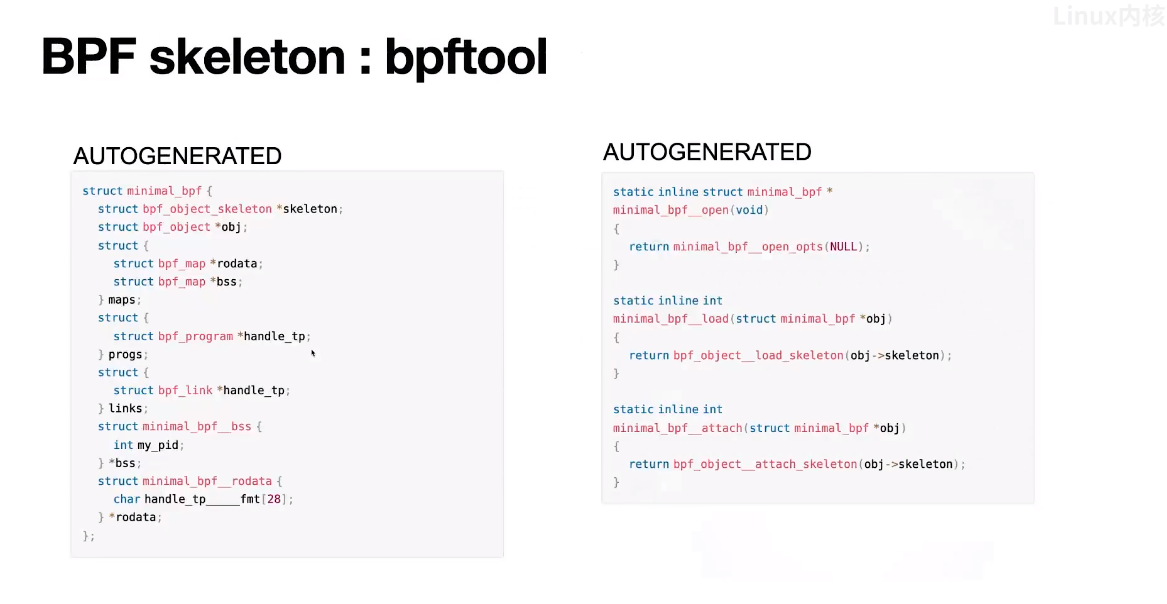 Linux内核
BPF skeleton : bpftool
AUTOGENERATED
struct minimal_bpf {
struct bpf_object_skeleton *skeleton;
struct bpf_object *obj;
struct {
struct bpf_map *rodata;
struct bpf_map *bss;
} maps;
struct {
struct bpf_program *handle_tp;
} progs;
struct {
struct bpf_link *handle_tp;
} links;
struct minimal_bpf__bss {
int my_pid;
} *bss;
struct minimal_bpf__rodata {
char handle_tp_____fmt[28];
} *rodata;
};
AUTOGENERATED
static inline struct minimal_bpf *
minimal_bpf__open(void)
{
return minimal_bpf__open_opts(NULL);
}
static inline int
minimal_bpf__load(struct minimal_bpf *obj)
{
return bpf_object__load_skeleton(obj->skeleton);
}
static inline int
minimal_bpf__attach(struct minimal_bpf *obj)
{
return bpf_object__attach_skeleton(obj->skeleton);
}